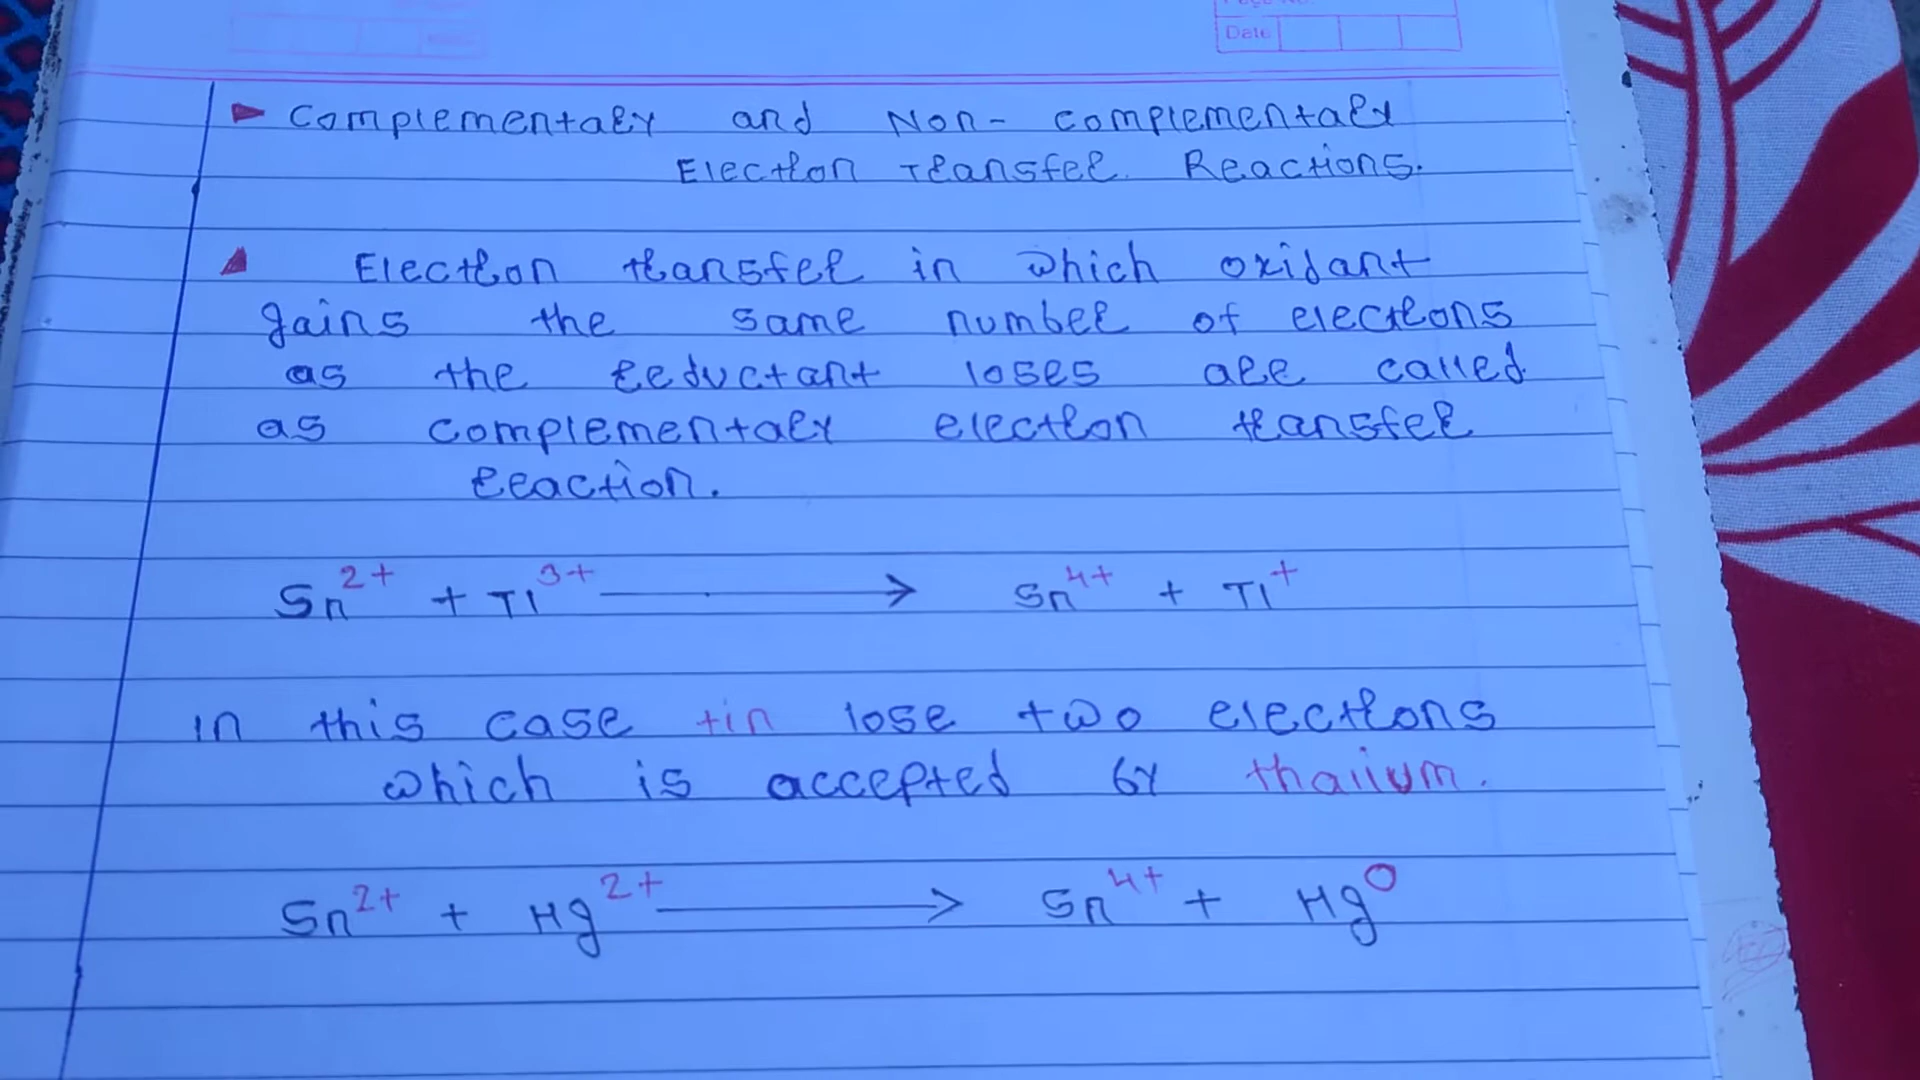 Date
► Complementary and Non-complementary
Electron Transfer Reactions.
▲ Electron transfer in which oxidant
gains the same number of electrons
as the reductant loses are called
as complementary electron transfer
reaction.
Sn²⁺ + Tl³⁺ ⟶ Sn⁴⁺ + Tl⁺
In this case tin lose two electrons
which is accepted by thallium.
Sn²⁺ + Hg²⁺ ⟶ Sn⁴⁺ + Hg⁰